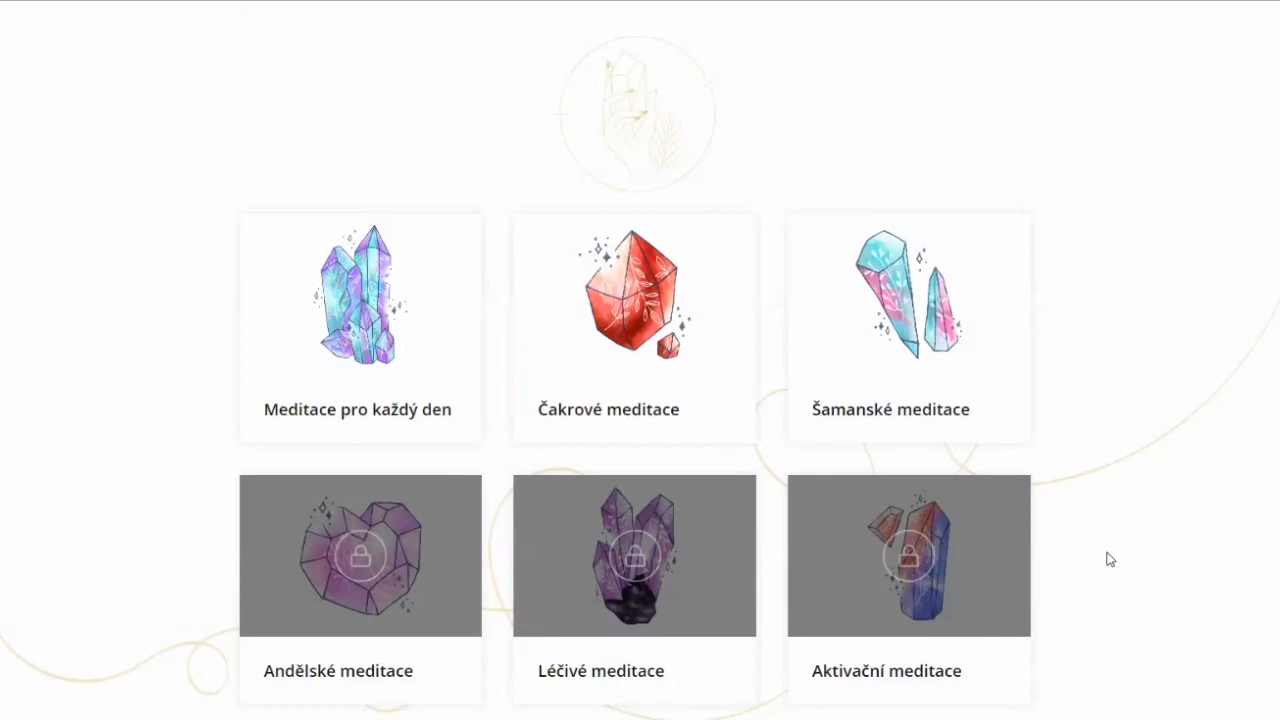 Meditace pro každý den
Čakrové meditace
Šamanské meditace
Andělské meditace
Léčivé meditace
Aktivační meditace